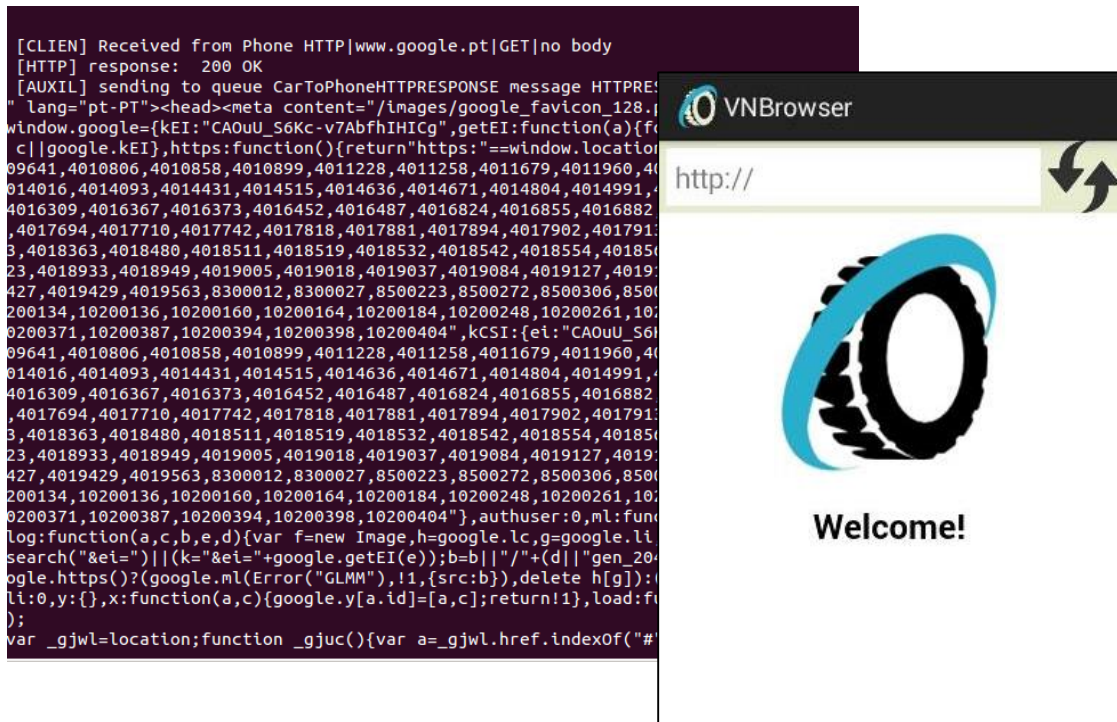 [CLIEN] Received from Phone HTTP|www.google.pt|GET|no body
[HTTP] response:  200 OK
[AUXIL] sending to queue CarToPhoneHTTPRESPONSE message HTTPRES
" lang="pt-PT"><head><meta content="/images/google_favicon_128.p
window.google={kEI:"CAOuU_S6Kc-v7AbfhIHICg",getEI:function(a){fo
c||google.kEI},https:function(){return"https:"==window.location
09641,4010806,4010858,4010899,4011228,4011258,4011679,4011960,40
014016,4014093,4014431,4014515,4014636,4014671,4014804,4014991,4
4016309,4016367,4016373,4016452,4016487,4016824,4016855,4016882,
,4017694,4017710,4017742,4017818,4017881,4017894,4017902,4017913
3,4018363,4018480,4018511,4018519,4018532,4018542,4018554,401856
23,4018933,4018949,4019005,4019018,4019037,4019084,4019127,40191
427,4019429,4019563,8300012,8300027,8500223,8500272,8500306,8500
200134,10200136,10200160,10200164,10200184,10200248,10200261,102
0200371,10200387,10200394,10200398,10200404",kCSI:{ei:"CAOuU_S6K
09641,4010806,4010858,4010899,4011228,4011258,4011679,4011960,40
014016,4014093,4014431,4014515,4014636,4014671,4014804,4014991,4
4016309,4016367,4016373,4016452,4016487,4016824,4016855,4016882,
,4017694,4017710,4017742,4017818,4017881,4017894,4017902,4017913
3,4018363,4018480,4018511,4018519,4018532,4018542,4018554,401856
23,4018933,4018949,4019005,4019018,4019037,4019084,4019127,40191
427,4019429,4019563,8300012,8300027,8500223,8500272,8500306,8500
200134,10200136,10200160,10200164,10200184,10200248,10200261,102
0200371,10200387,10200394,10200398,10200404"},authuser:0,ml:func
log:function(a,c,b,e,d){var f=new Image,h=google.lc,g=google.li,
search("&ei=")||(k="&ei="+google.getEI(e));b=b||"/"+(d||"gen_204
ogle.https()?(google.ml(Error("GLMM"),!1,{src:b}),delete h[g]):(
li:0,y:{},x:function(a,c){google.y[a.id]=[a,c];return!1},load:fu
);
var _gjwl=location;function _gjuc(){var a=_gjwl.href.indexOf("#"
VNBrowser
http://
Welcome!